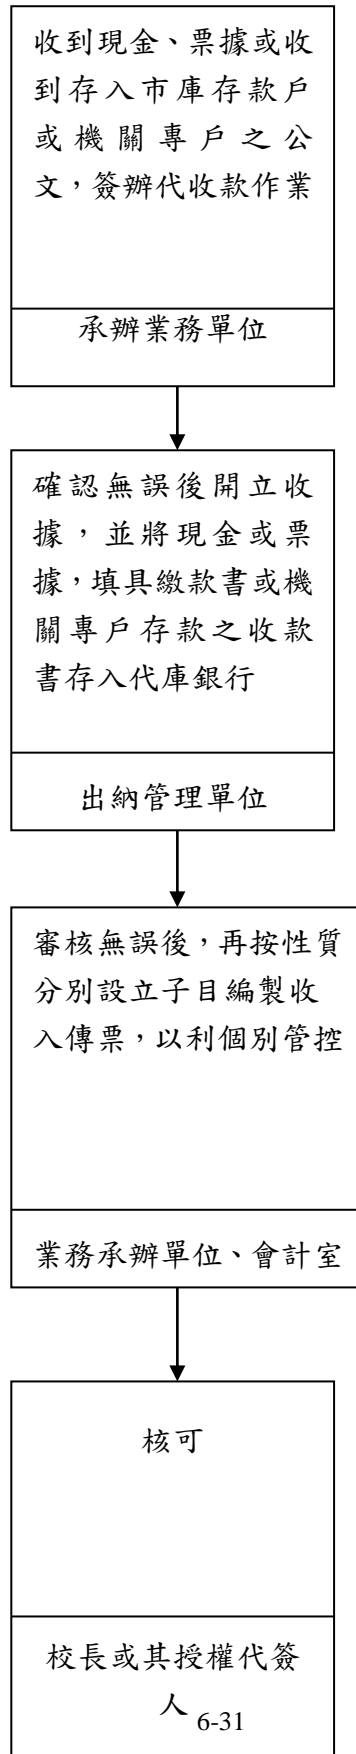 收到現金、票據或收
到存入市庫存款戶
或機關專戶之公
文，簽辦代收款作業
承辦業務單位
確認無誤後開立收
據，並將現金或票
據，填具繳款書或機
關專戶存款之收款
書存入代庫銀行
出納管理單位
審核無誤後，再按性質
分別設立子目編製收
入傳票，以利個別管控
業務承辦單位、會計室
核可
校長或其授權代簽
人
6-31